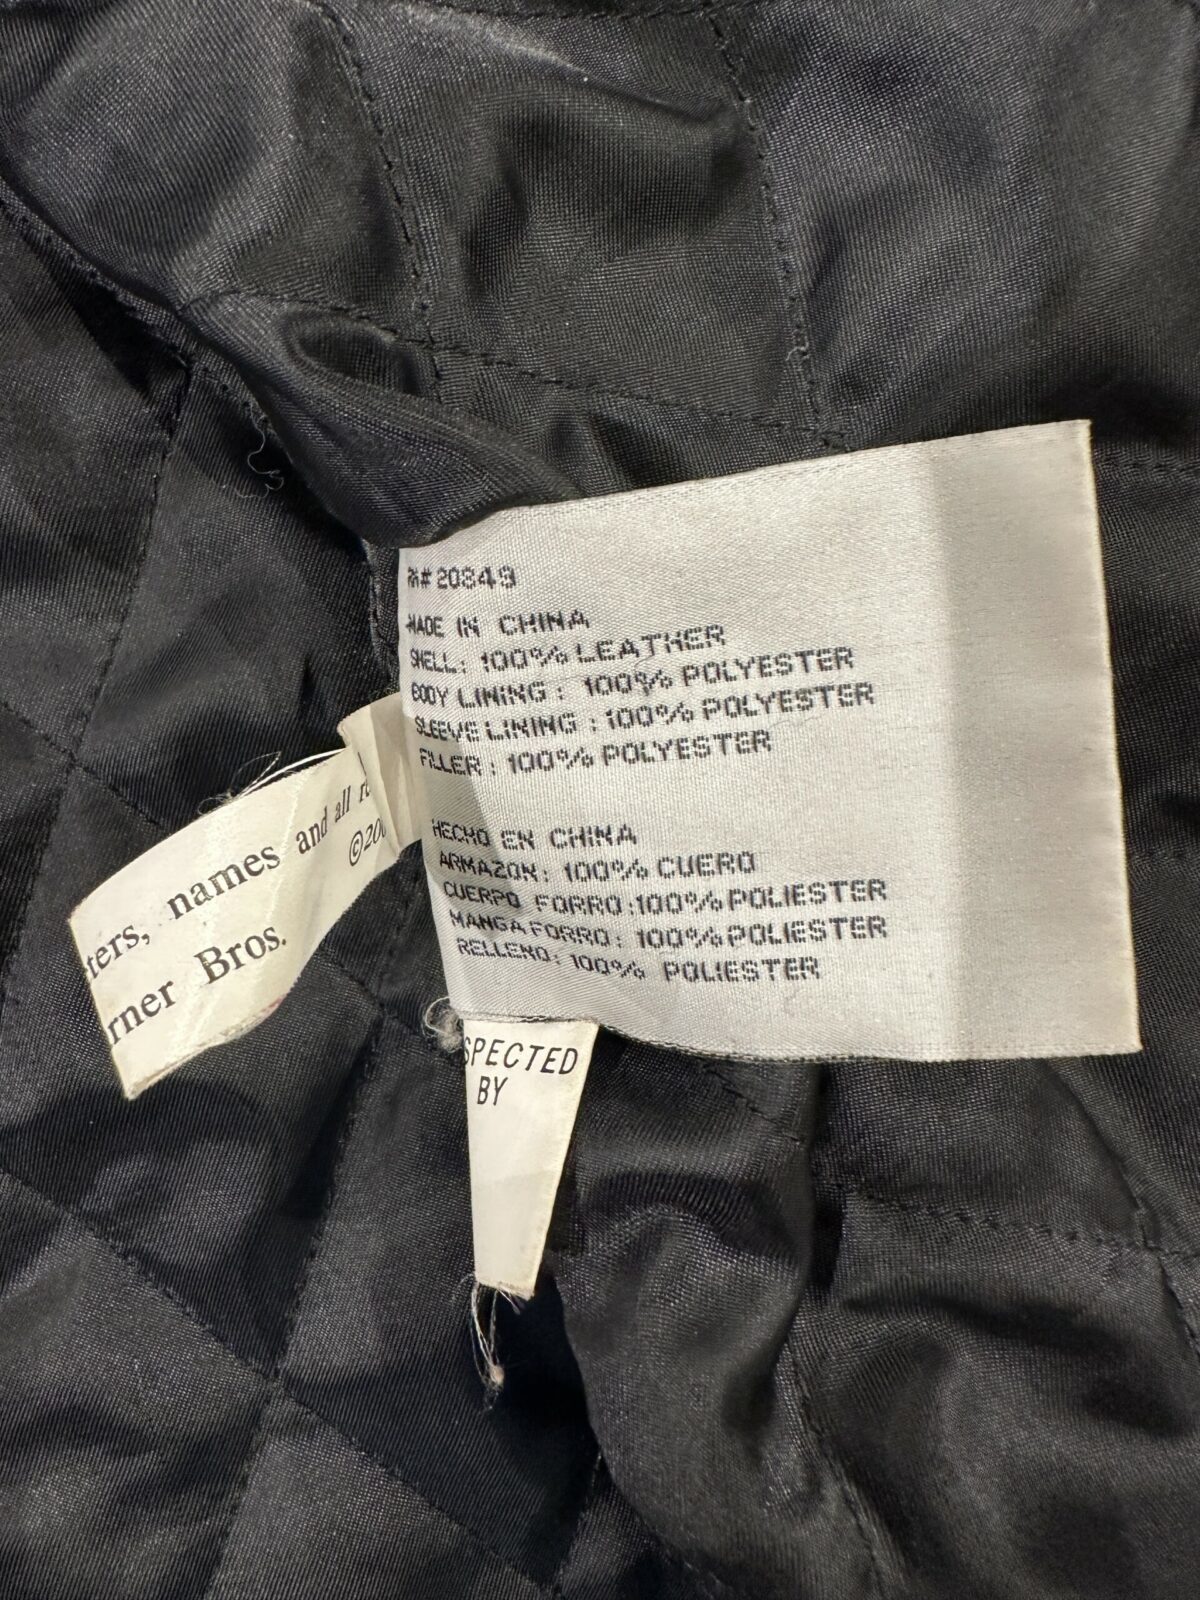 RN# 20849
MADE IN CHINA
SHELL: 100% LEATHER
BODY LINING: 100% POLYESTER
SLEEVE LINING: 100% POLYESTER
FILLER: 100% POLYESTER
HECHO EN CHINA
ARMAZON: 100% CUERO
CUERPO FORRO: 100% POLIESTER
MANGA FORRO: 100% POLIESTER
RELLENO: 100% POLIESTER
ters, names and all r
©200
rner Bros.
SPECTED
BY